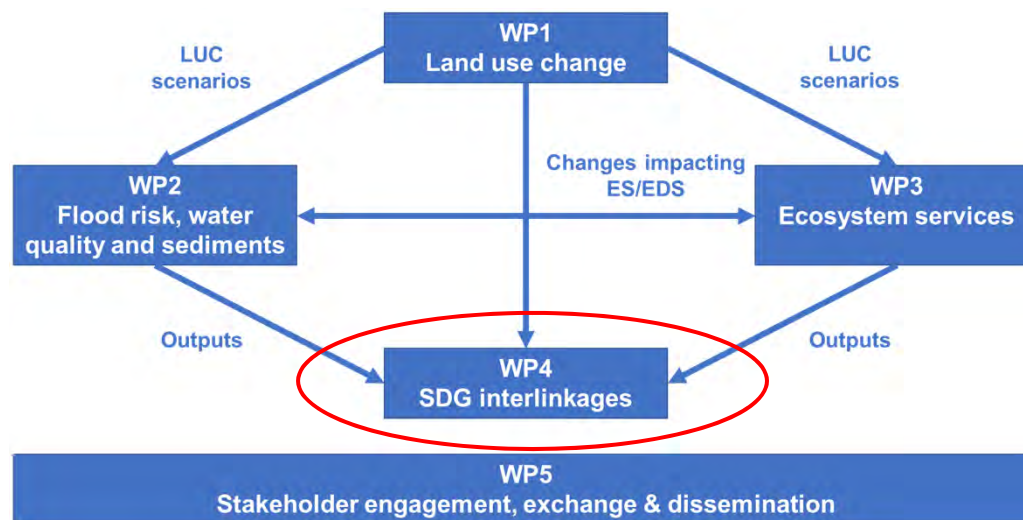 WP1
Land use change
LUC
scenarios
LUC
scenarios
WP2
Flood risk, water
quality and sediments
Changes impacting
ES/EDS
WP3
Ecosystem services
Outputs
Outputs
WP4
SDG interlinkages
WP5
Stakeholder engagement, exchange & dissemination